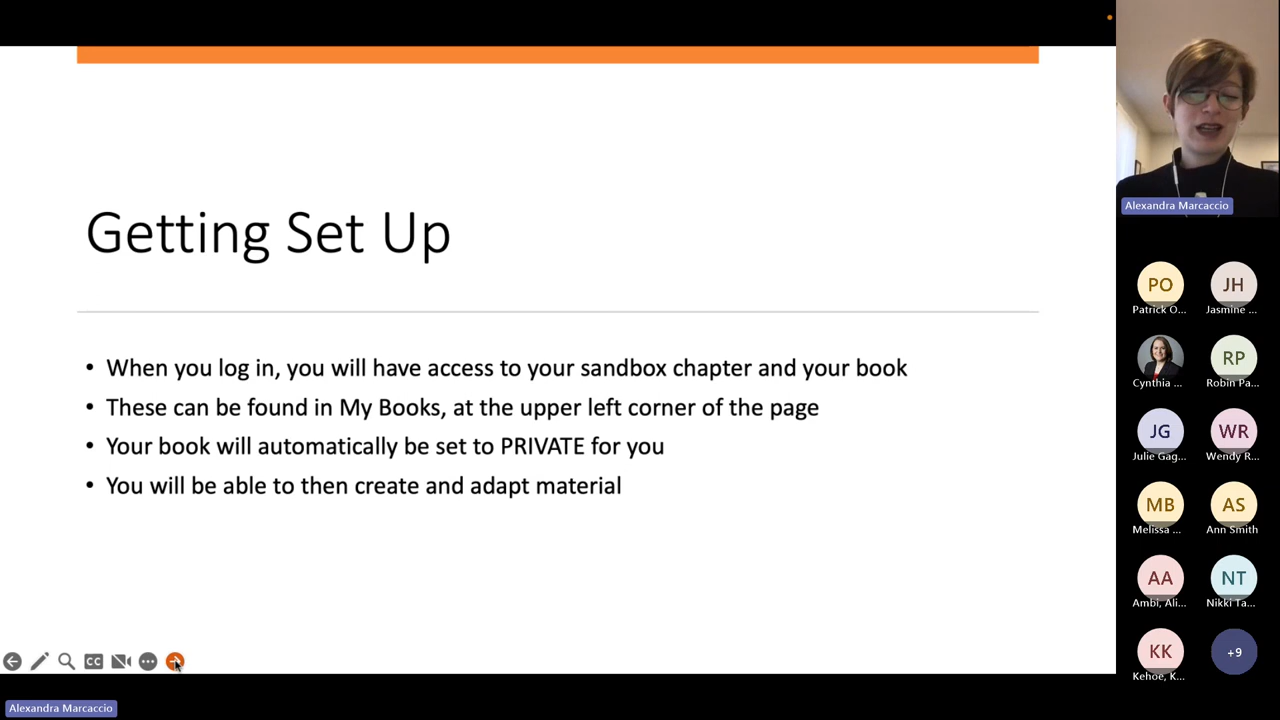 Getting Set Up
• When you log in, you will have access to your sandbox chapter and your book
• These can be found in My Books, at the upper left corner of the page
• Your book will automatically be set to PRIVATE for you
• You will be able to then create and adapt material
CC
Alexandra Marcaccio
Alexandra Marcaccio
PO
Patrick O...
JH
Jasmine ...
Cynthia ...
RP
Robin Pa...
JG
Julie Gag...
WR
Wendy R...
MB
Melissa ...
AS
Ann Smith
AA
Ambi, Ali...
NT
Nikki Ta...
KK
Kehoe, K...
+9